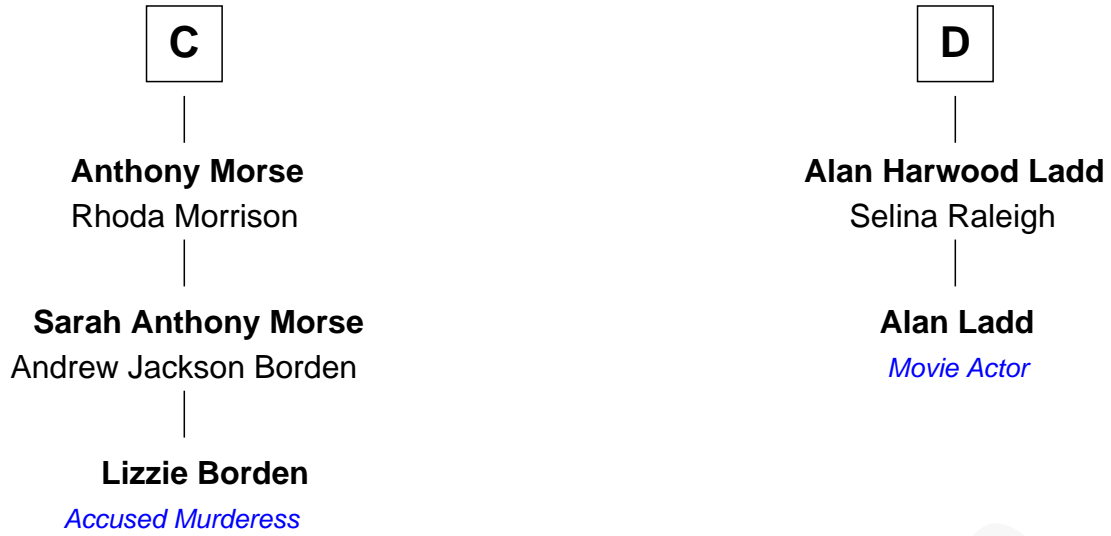 C
Anthony Morse
Rhoda Morrison
Sarah Anthony Morse
Andrew Jackson Borden
Lizzie Borden
Accused Murderess
D
Alan Harwood Ladd
Selina Raleigh
Alan Ladd
Movie Actor